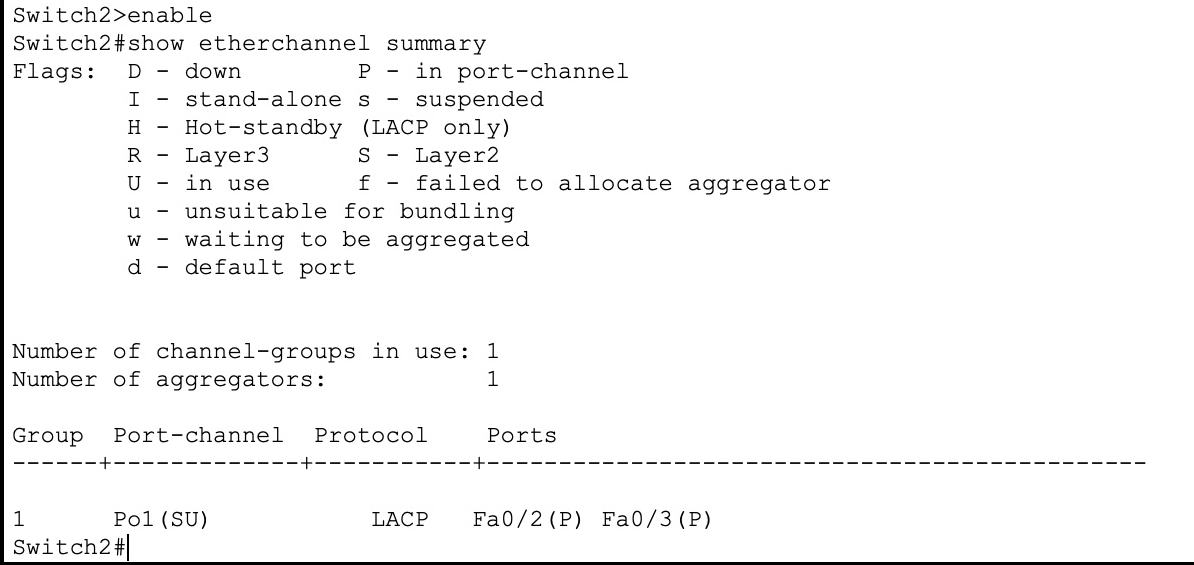 Switch2>enable
Switch2#show etherchannel summary
Flags:  D - down        P - in port-channel
        I - stand-alone s - suspended
        H - Hot-standby (LACP only)
        R - Layer3      S - Layer2
        U - in use      f - failed to allocate aggregator
        u - unsuitable for bundling
        w - waiting to be aggregated
        d - default port
Number of channel-groups in use: 1
Number of aggregators:           1
Group  Port-channel  Protocol    Ports
------+-------------+-----------+----------------------------------------------
1      Po1(SU)           LACP   Fa0/2(P) Fa0/3(P)
Switch2#